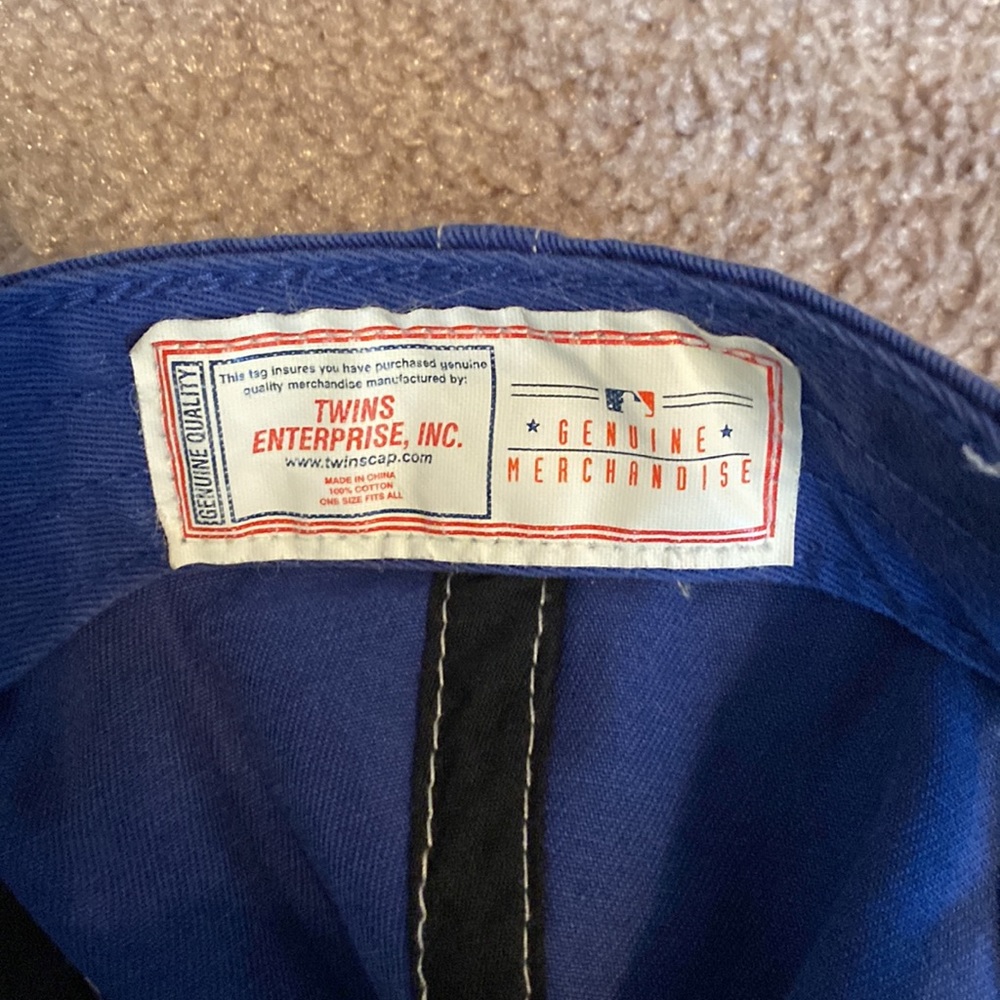 GENUINE QUALITY
This tag insures you have purchased genuine
quality merchandise manufactured by:
TWINS
ENTERPRISE, INC.
www.twinscap.com
MADE IN CHINA
100% COTTON
ONE SIZE FITS ALL
GENUINE
MERCHANDISE